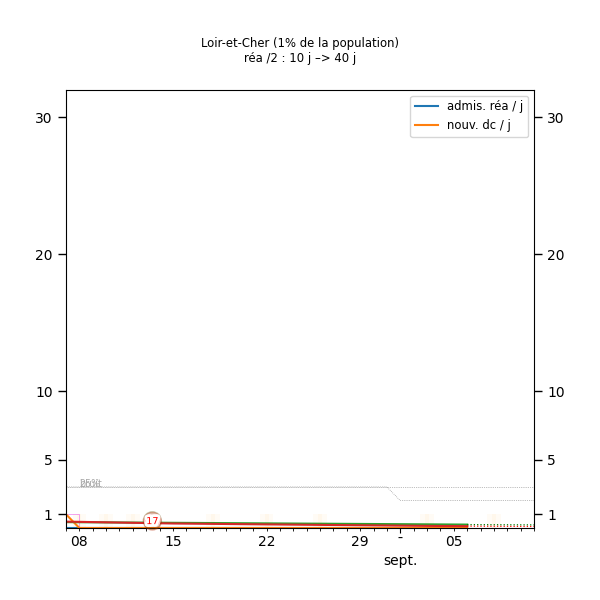 Loir-et-Cher (1% de la population)
réa /2 : 10 j –> 40 j
admis. réa / j
nouv. dc / j
30 30
20 20
10 10
5 5
1 1
17
08 15 22 29 - 05
sept.